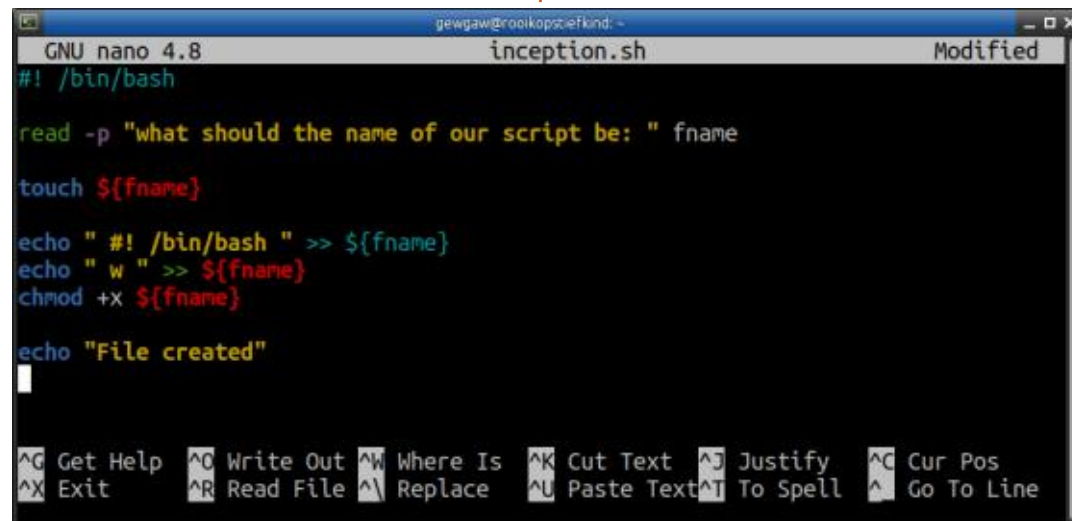 gewgaw@rooikopstiefkind: ~
GNU nano 4.8 inception.sh Modified
#! /bin/bash
read -p "what should the name of our script be: " fname
touch ${fname}
echo " #! /bin/bash " >> ${fname}
echo " w " >> ${fname}
chmod +x ${fname}
echo "File created"
^G Get Help ^O Write Out ^W Where Is ^K Cut Text ^J Justify ^C Cur Pos
^X Exit ^R Read File ^\ Replace ^U Paste Text ^T To Spell ^_ Go To Line